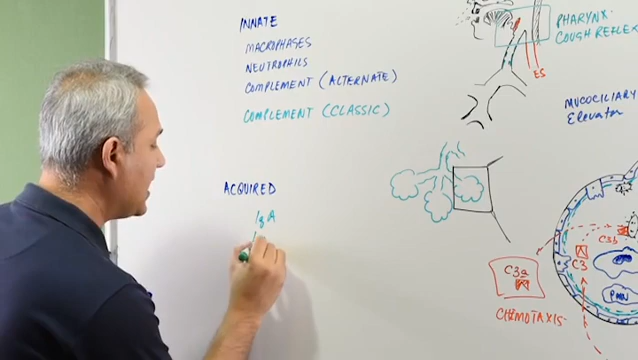 INNATE
MACROPHAGES
NEUTROPHILS
COMPLEMENT (ALTERNATE)
COMPLEMENT (CLASSIC)
ACQUIRED
IgA
PHARYNX-
COUGH REFLEX
ES
MUCOCILIARY
Elevator
C3b
C3
C3a
PMN
CHEMOTAXIS